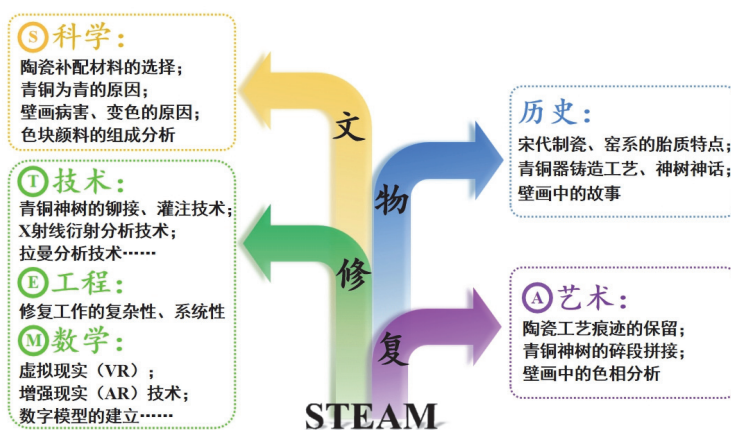 Ⓢ科学：
陶瓷补配材料的选择；
青铜为青的原因；
壁画病害、变色的原因；
色块颜料的组成分析
Ⓣ技术：
青铜神树的铆接、灌注技术；
X射线衍射分析技术；
拉曼分析技术……
Ⓔ工程：
修复工作的复杂性、系统性
Ⓜ数学：
虚拟现实（VR）；
增强现实（AR）技术；
数字模型的建立……
文
物
修
复
历史：
宋代制瓷、窑系的胎质特点；
青铜器铸造工艺、神树神话；
壁画中的故事
Ⓐ艺术：
陶瓷工艺痕迹的保留；
青铜神树的碎段拼接；
壁画中的色相分析
STEAM